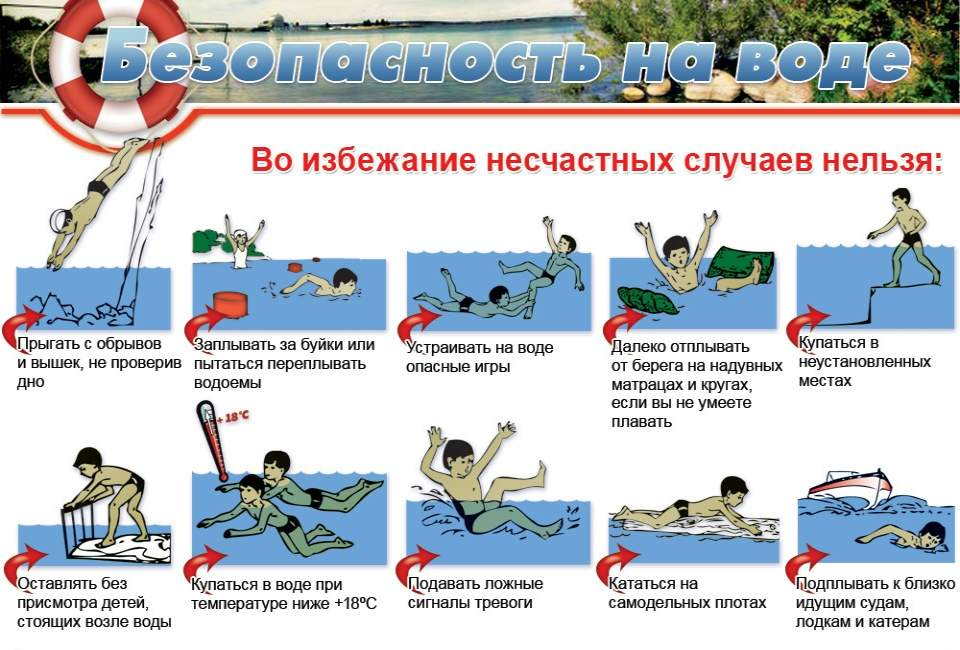 Безопасность на воде
Во избежание несчастных случаев нельзя:
Прыгать с обрывов
и вышек, не проверив
дно
Заплывать за буйки или
пытаться переплывать
водоемы
Устраивать на воде
опасные игры
Далеко отплывать
от берега на надувных
матрацах и кругах,
если вы не умеете
плавать
Купаться в
неустановленных
местах
+ 18°C
Оставлять без
присмотра детей,
стоящих возле воды
Купаться в воде при
температуре ниже +18ºС
Подавать ложные
сигналы тревоги
Кататься на
самодельных плотах
Подплывать к близко
идущим судам,
лодкам и катерам